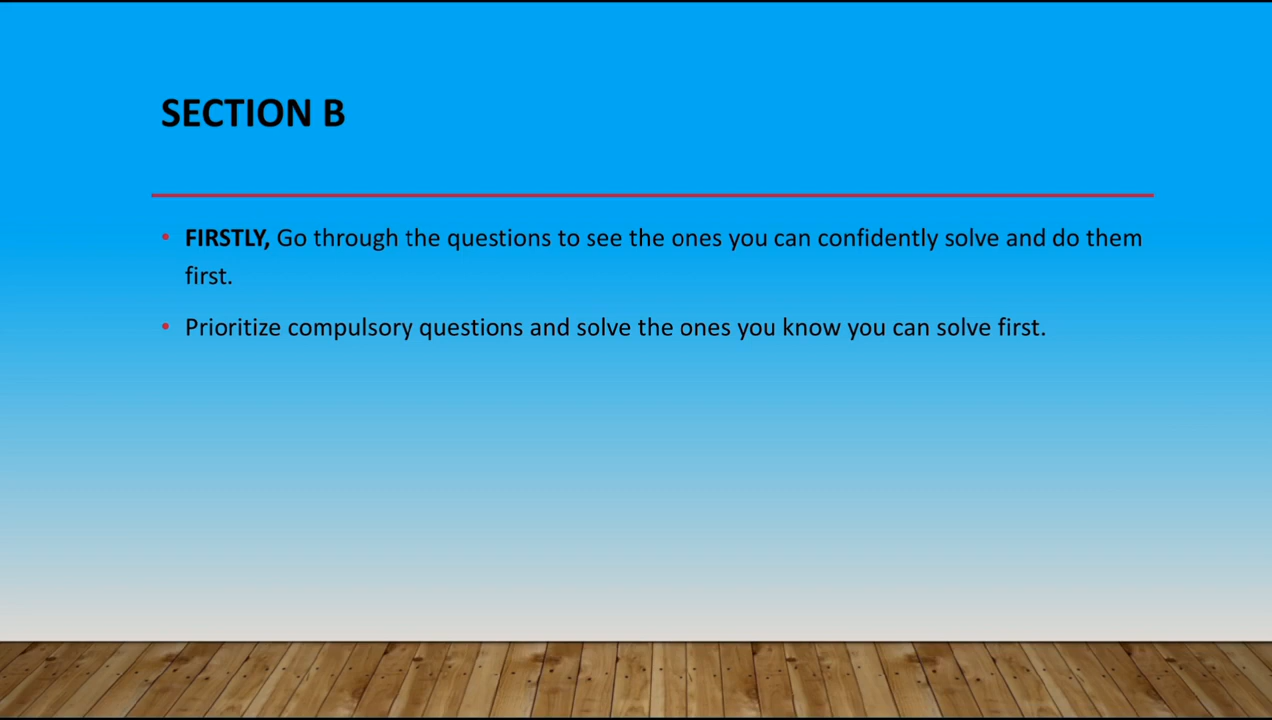 SECTION B
• FIRSTLY, Go through the questions to see the ones you can confidently solve and do them
first.
• Prioritize compulsory questions and solve the ones you know you can solve first.